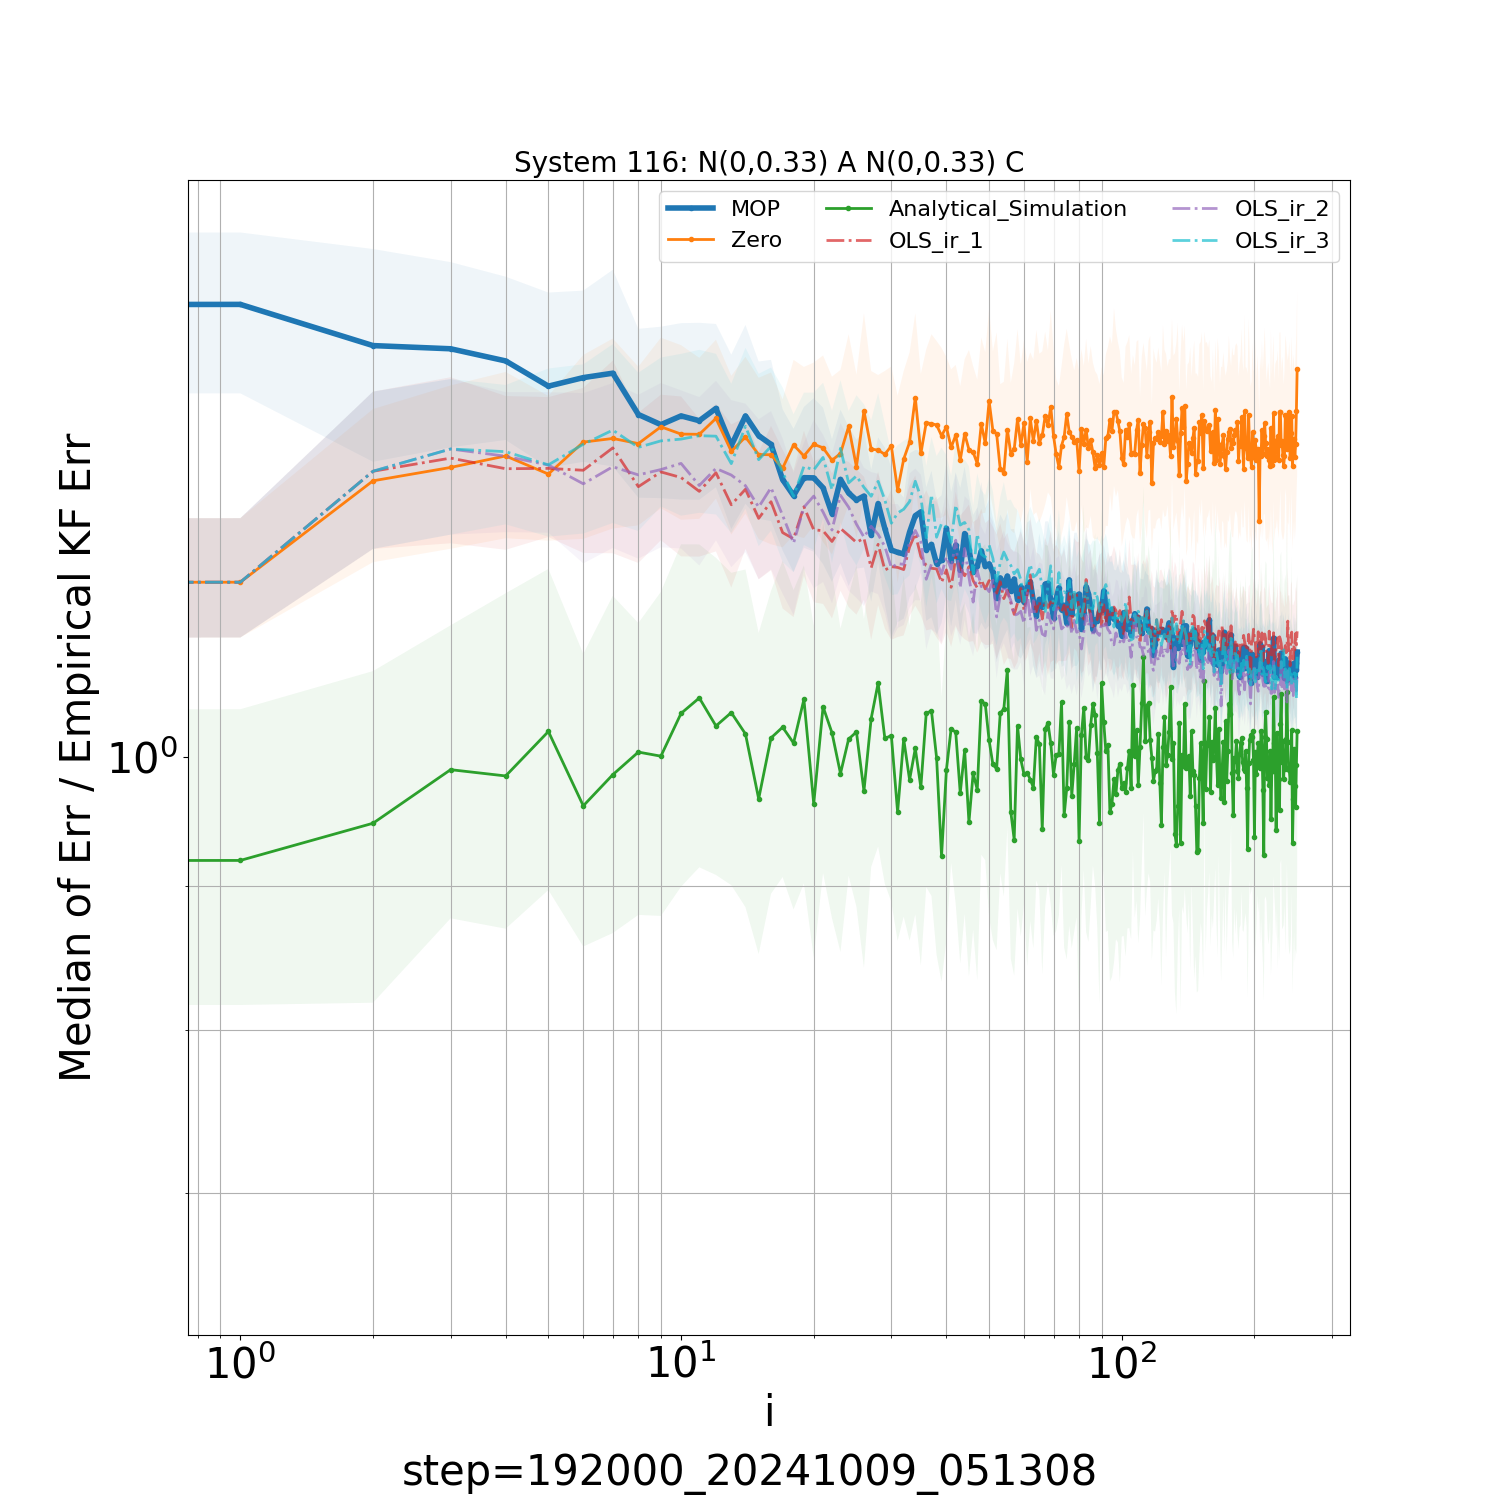 System 116: N(0,0.33) A N(0,0.33) C
MOP
Zero
Analytical_Simulation
OLS_ir_1
OLS_ir_2
OLS_ir_3
Median of Err / Empirical KF Err
10⁰
10⁰
10¹
10²
i
step=192000_20241009_051308